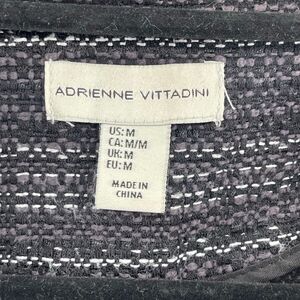 ADRIENNE VITTADINI
US: M
CA: M/M
UK: M
EU: M
MADE IN
CHINA